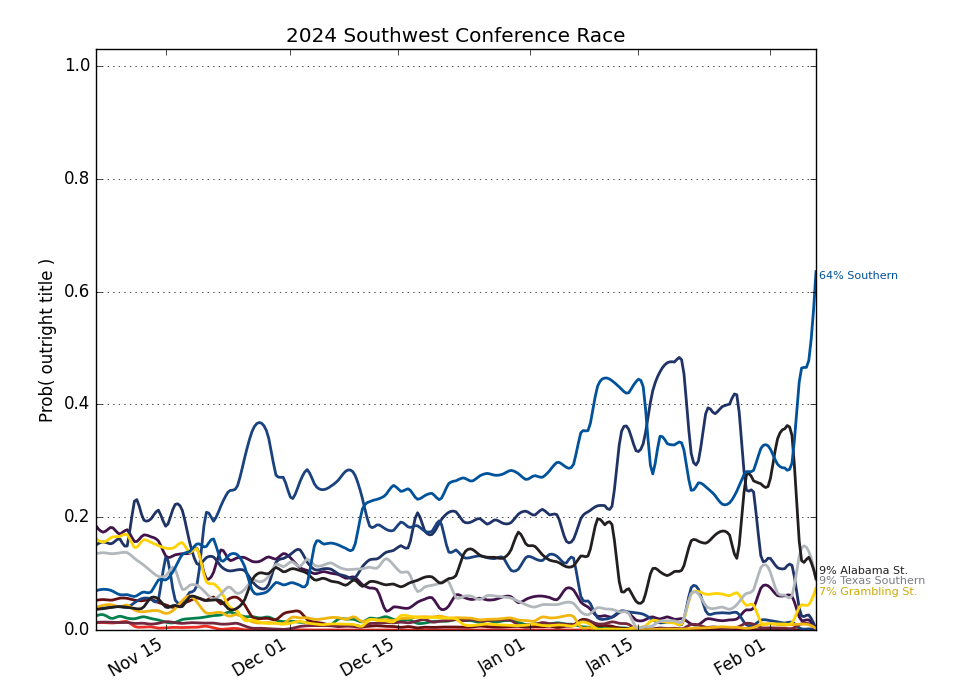 2024 Southwest Conference Race
Prob( outright title )
1.0
0.8
0.6
0.4
0.2
0.0
64% Southern
9% Alabama St.
9% Texas Southern
7% Grambling St.
Nov 15
Dec 01
Dec 15
Jan 01
Jan 15
Feb 01